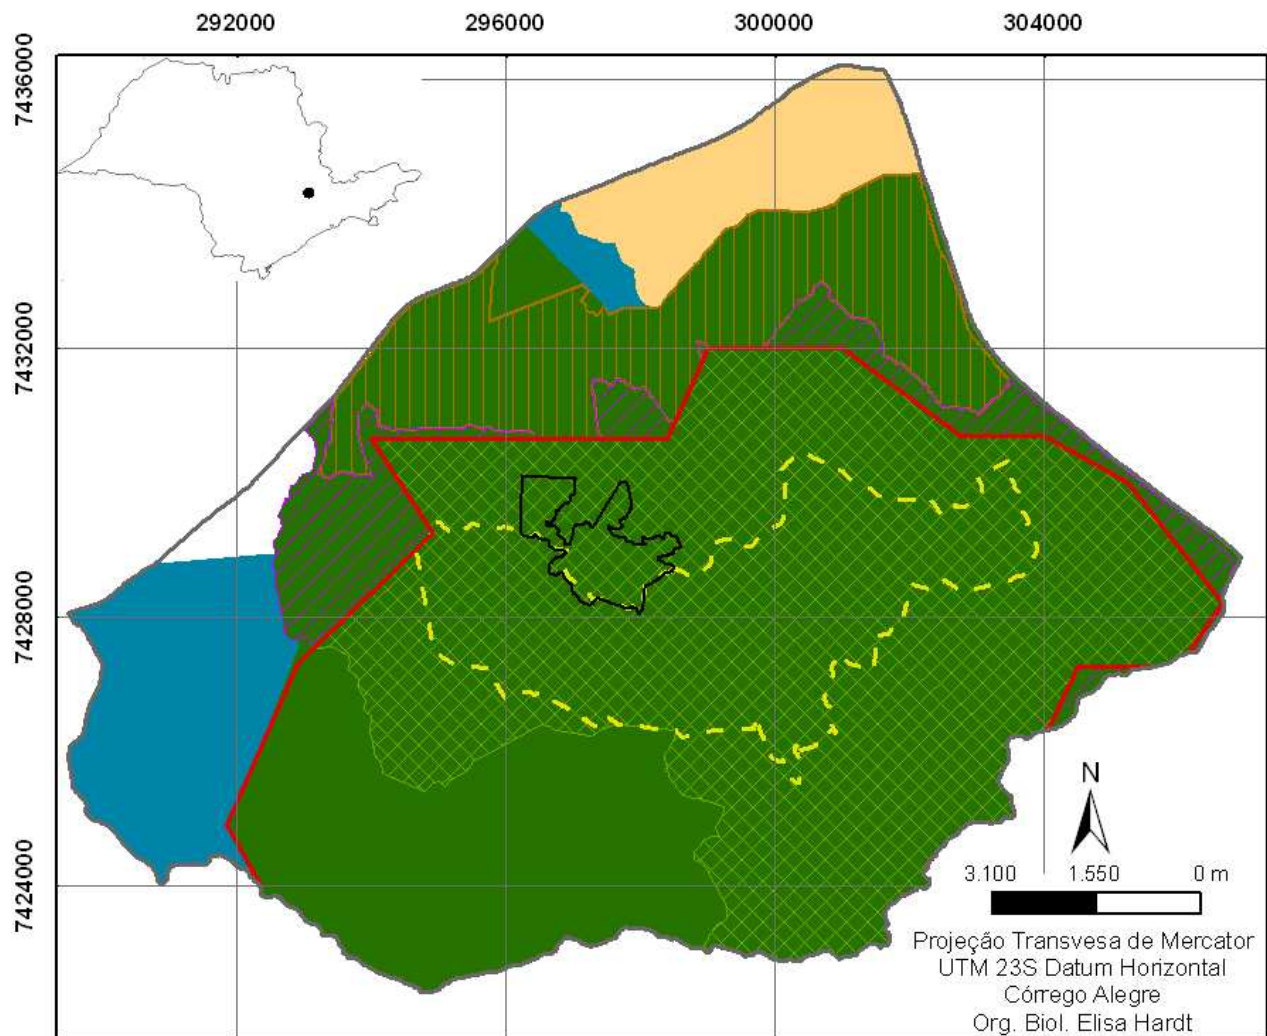 292000 296000 300000 304000
7436000
7432000
7428000
7424000
N
3.100 1.550 0 m
Projeção Transvesa de Mercator
UTM 23S Datum Horizontal
Córrego Alegre
Org. Biol. Elisa Hardt